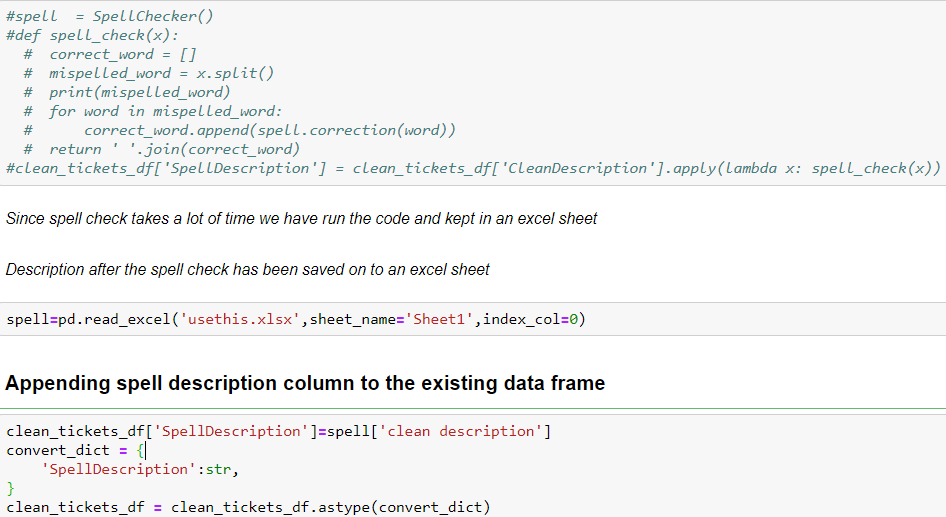 #spell  = SpellChecker()
#def spell_check(x):
  #  correct_word = []
  #  mispelled_word = x.split()
  #  print(mispelled_word)
  #  for word in mispelled_word:
  #      correct_word.append(spell.correction(word))
  #  return ' '.join(correct_word)
#clean_tickets_df['SpellDescription'] = clean_tickets_df['CleanDescription'].apply(lambda x: spell_check(x))
Since spell check takes a lot of time we have run the code and kept in an excel sheet
Description after the spell check has been saved on to an excel sheet
spell=pd.read_excel('usethis.xlsx',sheet_name='Sheet1',index_col=0)
Appending spell description column to the existing data frame
clean_tickets_df['SpellDescription']=spell['clean description']
convert_dict = {
    'SpellDescription':str,
}
clean_tickets_df = clean_tickets_df.astype(convert_dict)